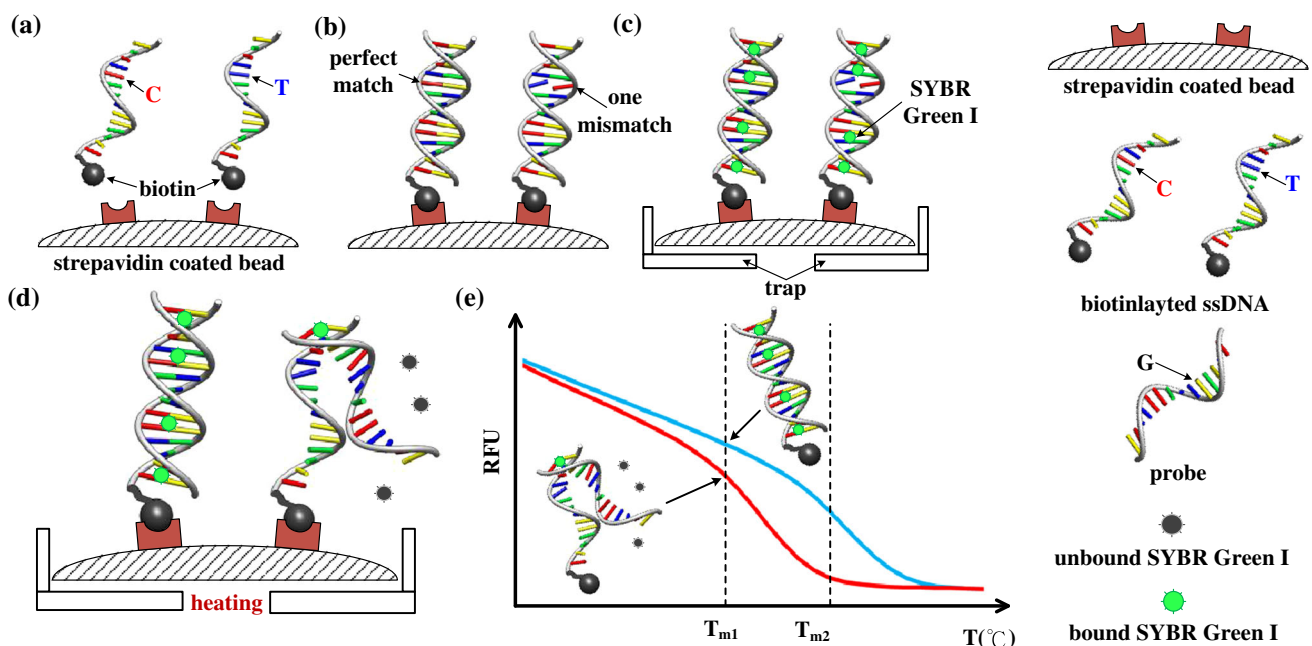 (a)
C
T
biotin
strepavidin coated bead
(b)
perfect
match
one
mismatch
(c)
SYBR
Green I
trap
strepavidin coated bead
C
T
biotinlayted ssDNA
G
probe
unbound SYBR Green I
bound SYBR Green I
(d)
heating
(e)
RFU
Tm1
Tm2
T(℃)